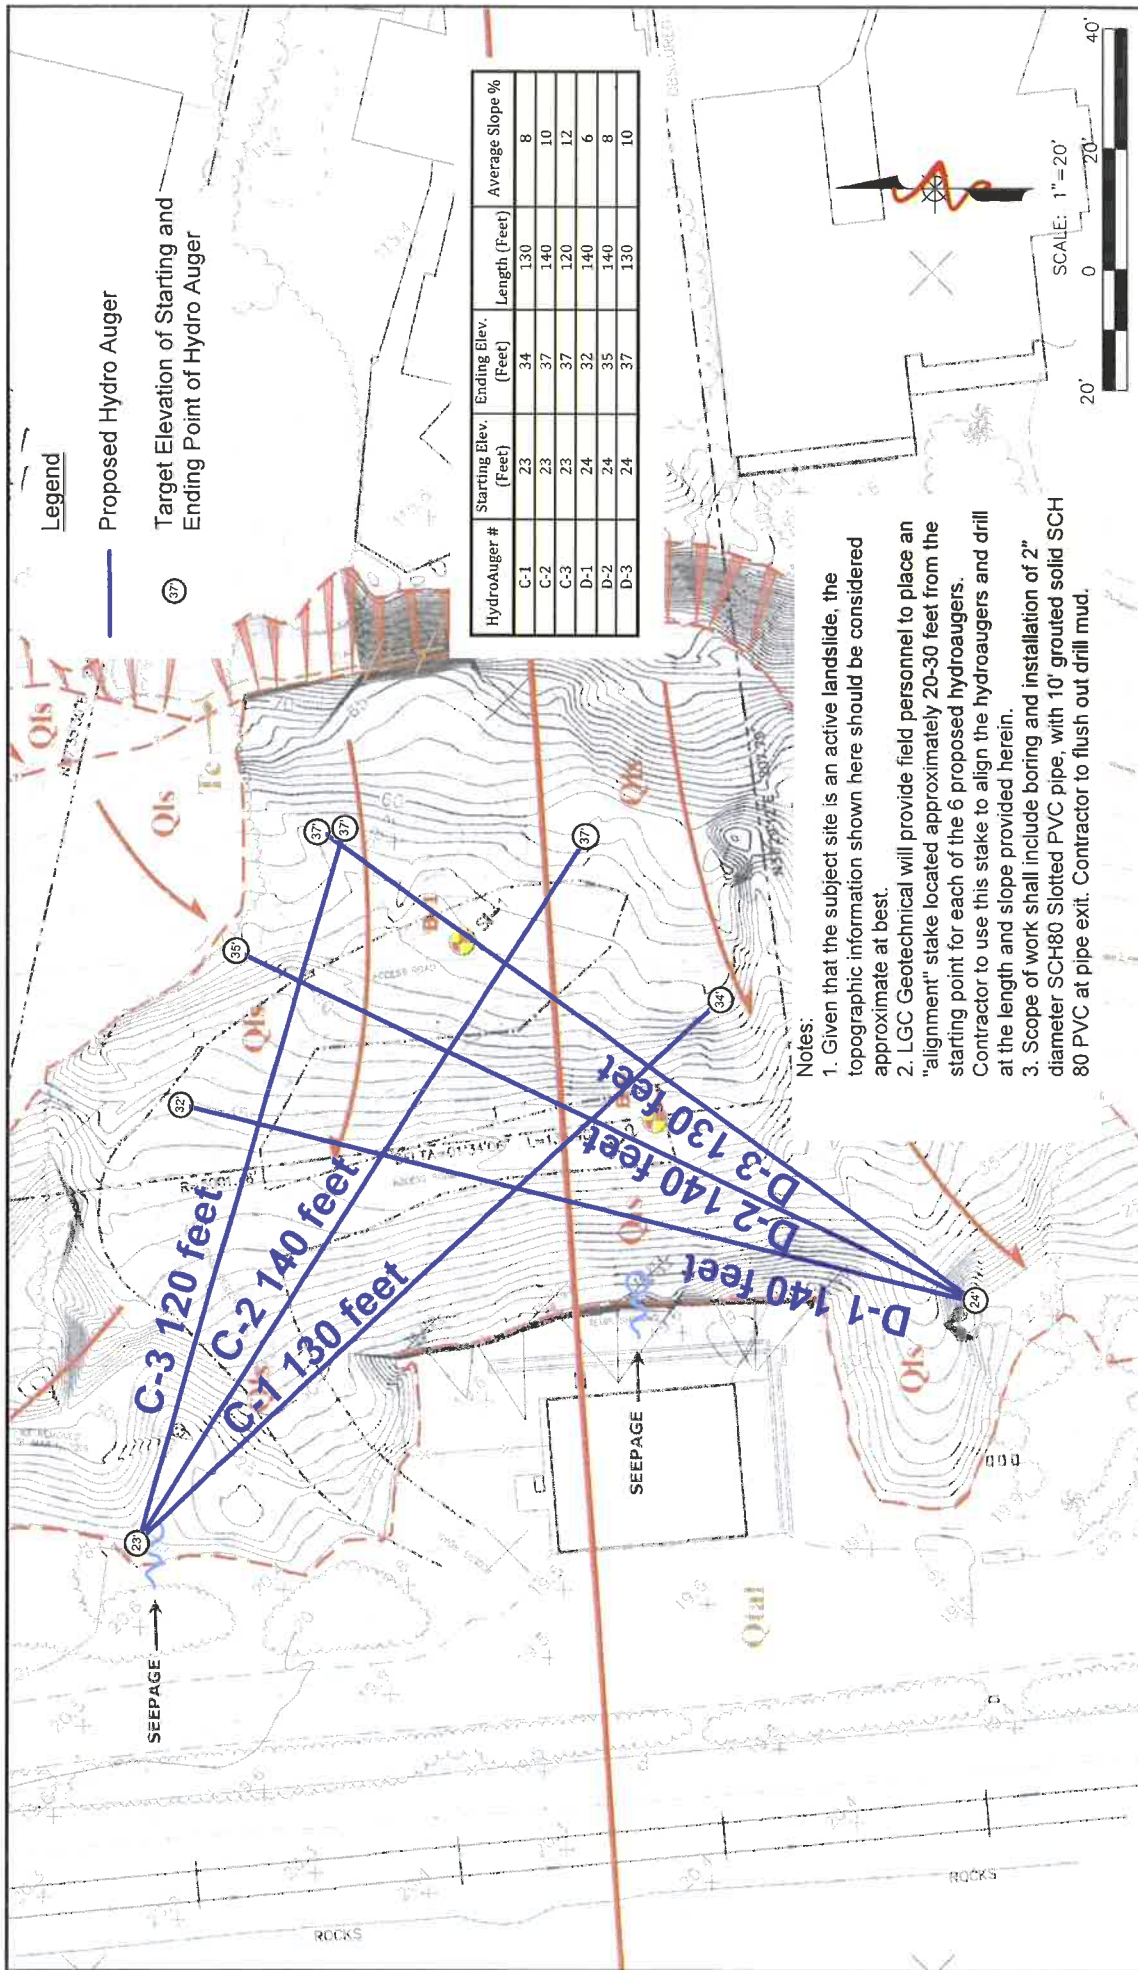 Legend
Proposed Hydro Auger
37'
Target Elevation of Starting and
Ending Point of Hydro Auger
HydroAuger # Starting Elev. (Feet) Ending Elev. (Feet) Length (Feet) Average Slope %
C-1 23 34 130 8
C-2 23 37 140 10
C-3 23 37 120 12
D-1 24 32 140 6
D-2 24 35 140 8
D-3 24 37 130 10
Notes:
1. Given that the subject site is an active landslide, the
topographic information shown here should be considered
approximate at best.
2. LGC Geotechnical will provide field personnel to place an
"alignment" stake located approximately 20-30 feet from the
starting point for each of the 6 proposed hydroaugers.
Contractor to use this stake to align the hydroaugers and drill
at the length and slope provided herein.
3. Scope of work shall include boring and installation of 2"
diameter SCH80 Slotted PVC pipe, with 10' grouted solid SCH
80 PVC at pipe exit. Contractor to flush out drill mud.
SCALE: 1"=20'
20' 0 20' 40'
C-3 120 feet
C-2 140 feet
C-1 130 feet
D-1 140 feet
D-2 140 feet
D-3 130 feet
23'
32'
35'
37'
37'
37'
34'
24'
SEEPAGE
SEEPAGE
Qls
Qls
Qls
Qls
Qls
Qls
Tc
Qtal
ACCESS ROAD
60
70
ROCKS
ROCKS